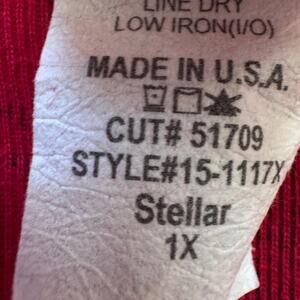 LINE DRY
LOW IRON(I/O)
MADE IN U.S.A.
CUT# 51709
STYLE#15-1117X
Stellar
1X